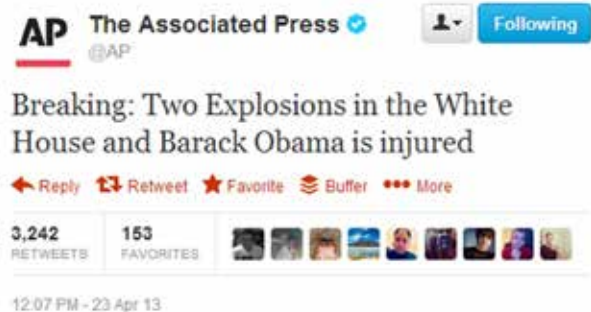 AP The Associated Press
Following
@AP
Breaking: Two Explosions in the White
House and Barack Obama is injured
Reply Retweet Favorite Buffer More
3,242 153
RETWEETS FAVORITES
12:07 PM - 23 Apr 13